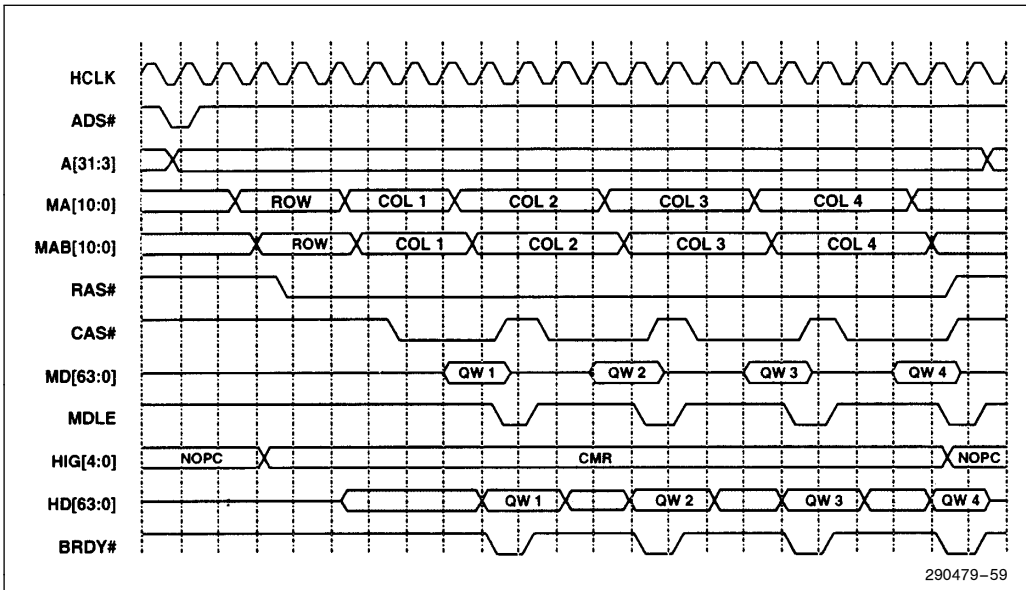 HCLK
ADS#
A[31:3]
MA[10:0] ROW COL 1 COL 2 COL 3 COL 4
MAB[10:0] ROW COL 1 COL 2 COL 3 COL 4
RAS#
CAS#
MD[63:0] QW 1 QW 2 QW 3 QW 4
MDLE
HIG[4:0] NOPC CMR NOPC
HD[63:0] QW 1 QW 2 QW 3 QW 4
BRDY#
290479–59